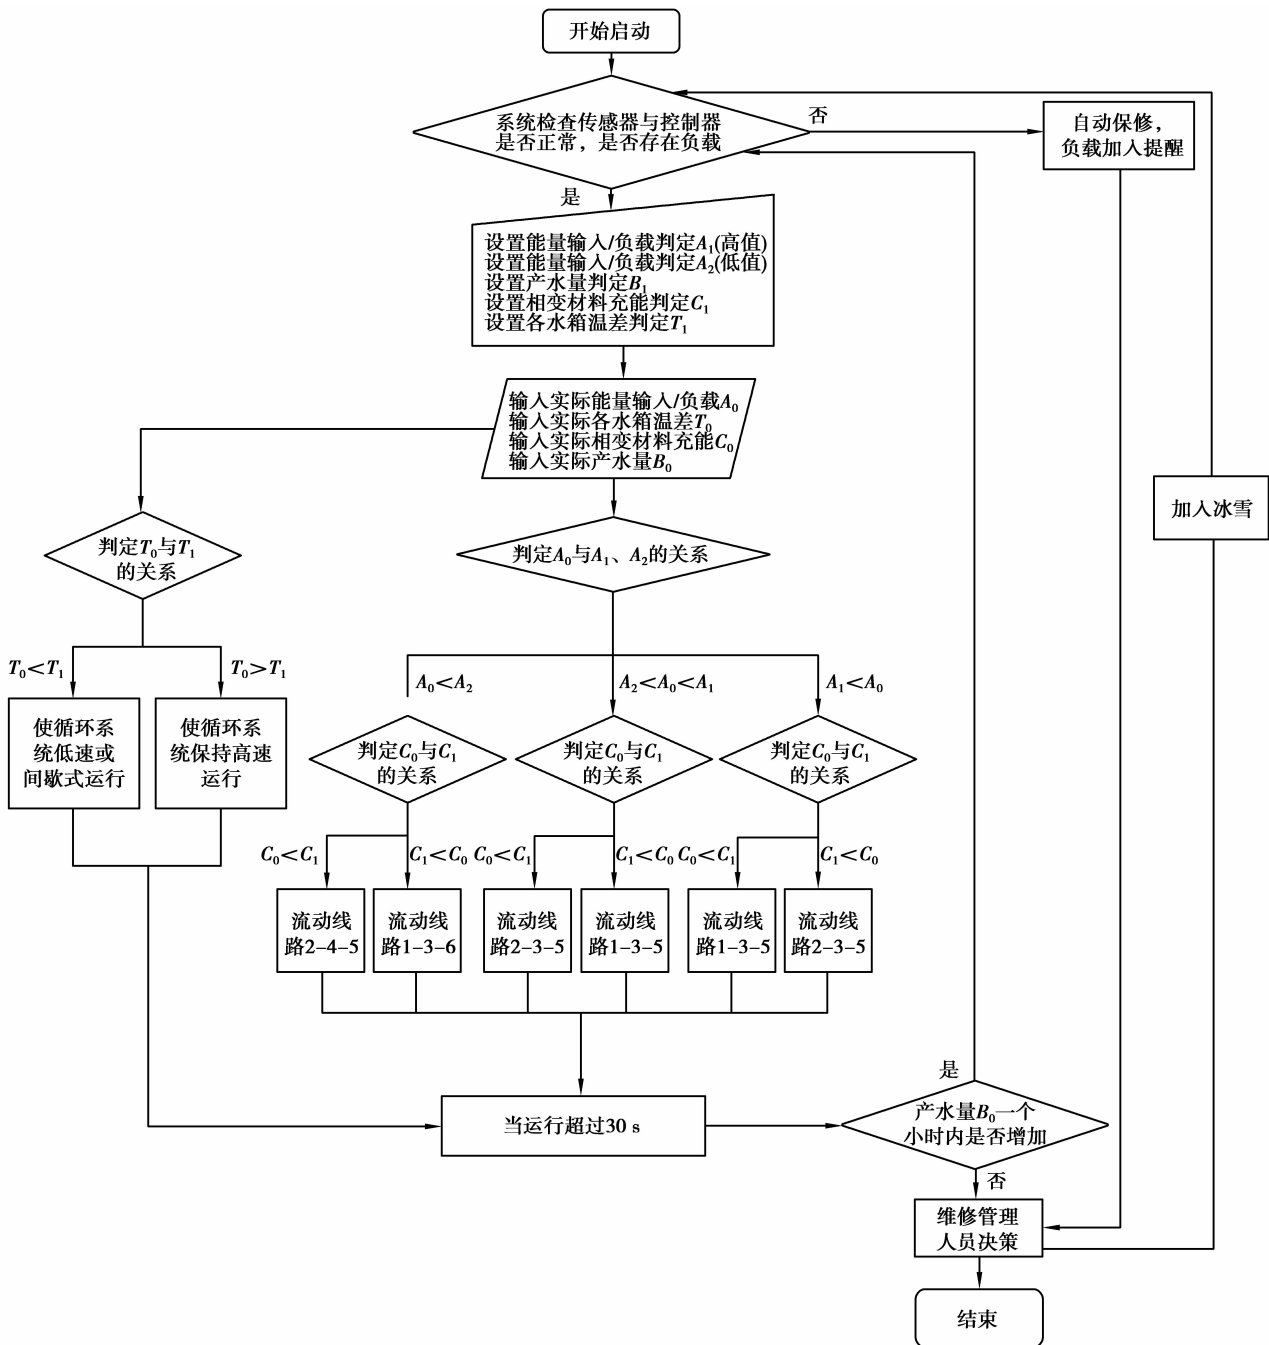 开始启动
系统检查传感器与控制器
是否正常，是否存在负载
否
自动保修，
负载加入提醒
是
设置能量输入/负载判定A₁(高值)
设置能量输入/负载判定A₂(低值)
设置产水量判定B₁
设置相变材料充能判定C₁
设置各水箱温差判定T₁
输入实际能量输入/负载A₀
输入实际各水箱温差T₀
输入实际相变材料充能C₀
输入实际产水量B₀
加入冰雪
判定T₀与T₁
的关系
判定A₀与A₁、A₂的关系
T₀<T₁
T₀>T₁
A₀<A₂
A₂<A₀<A₁
A₁<A₀
使循环系
统低速或
间歇式运行
使循环系
统保持高速
运行
判定C₀与C₁
的关系
判定C₀与C₁
的关系
判定C₀与C₁
的关系
C₀<C₁
C₁<C₀
C₀<C₁
C₁<C₀
C₀<C₁
C₁<C₀
流动线
路2-4-5
流动线
路1-3-6
流动线
路2-3-5
流动线
路1-3-5
流动线
路1-3-5
流动线
路2-3-5
当运行超过30 s
是
产水量B₀一个
小时内是否增加
否
维修管理
人员决策
结束